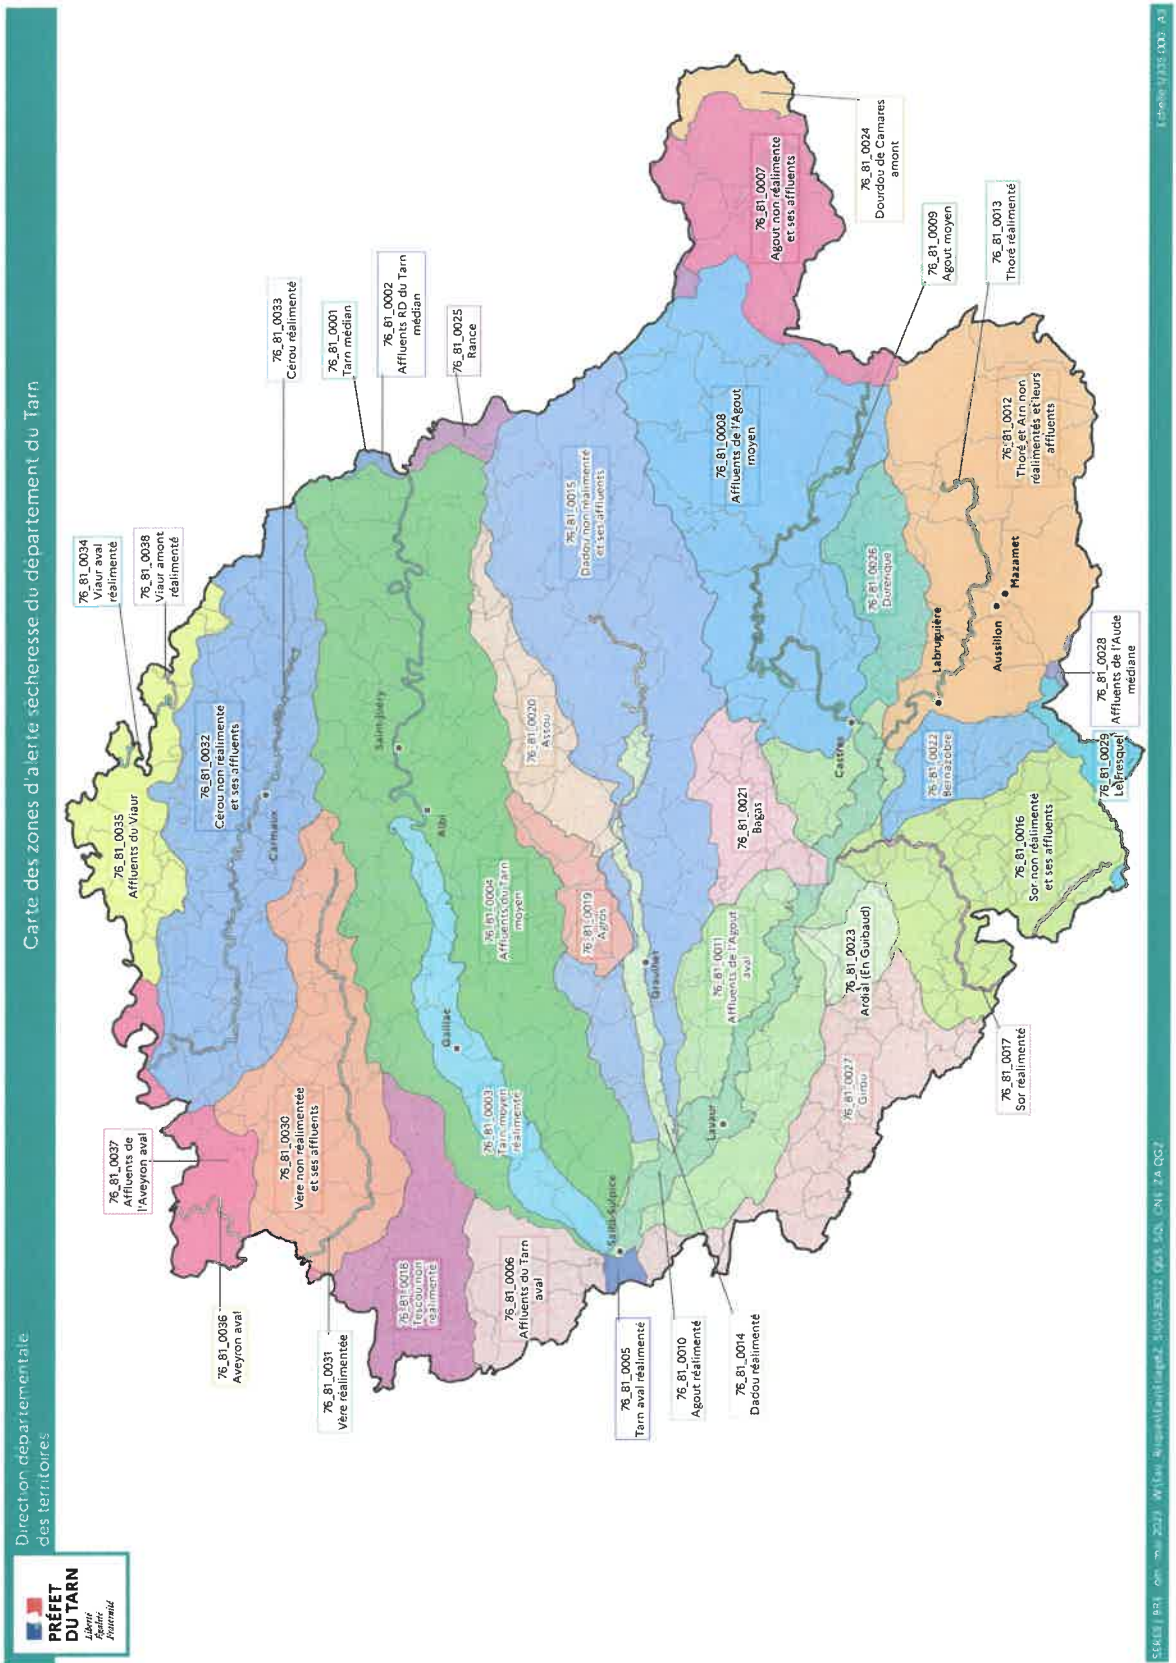 PRÉFET
DU TARN
Liberté
Égalité
Fraternité
Direction départementale
des territoires
Carte des zones d'alerte sècheresse du département du Tarn
76_81_0034
Viaur aval
réalimenté
76_81_0038
Viaur amont
réalimenté
76_81_0033
Cérou réalimenté
76_81_0001
Tarn médian
76_81_0002
Affluents RD du Tarn
médian
76_81_0025
Rance
76_81_0035
Affluents du Viaur
76_81_0032
Cérou non réalimenté
et ses affluents
Carmaux
76_81_0037
Affluents de
l'Aveyron aval
76_81_0036
Aveyron aval
76_81_0030
Vère non réalimentée
et ses affluents
76_81_0031
Vère réalimentée
76_81_0018
Tescou non
réalimenté
76_81_0006
Affluents du Tarn
aval
76_81_0003
Tarn moyen
réalimenté
Gaillac
76_81_0004
Affluents du Tarn
moyen
Albi
Saint-Juéry
76_81_0020
Assou
76_81_0015
Dadou non réalimenté
et ses affluents
76_81_0019
Agros
Graulhet
76_81_0008
Affluents de l'Agout
moyen
76_81_0007
Agout non réalimenté
et ses affluents
76_81_0024
Dourdou de Camares
amont
76_81_0009
Agout moyen
76_81_0013
Thoré réalimenté
76_81_0012
Thoré et Arn non
réalimentés et leurs
affluents
76_81_0026
Durenque
Labruguière
Aussillon
Mazamet
76_81_0028
Affluents de l'Aude
médiane
76_81_0029
Le Fresquel
76_81_0022
Bernazobre
Castres
76_81_0021
Bagas
76_81_0016
Sor non réalimenté
et ses affluents
76_81_0017
Sor réalimenté
76_81_0023
Ardial (En Guibaud)
76_81_0011
Affluents de l'Agout
aval
76_81_0027
Girou
Lavaur
Saint-Sulpice
76_81_0005
Tarn aval réalimenté
76_81_0010
Agout réalimenté
76_81_0014
Dadou réalimenté
mai 2023
Echelle 1/335 000 A3